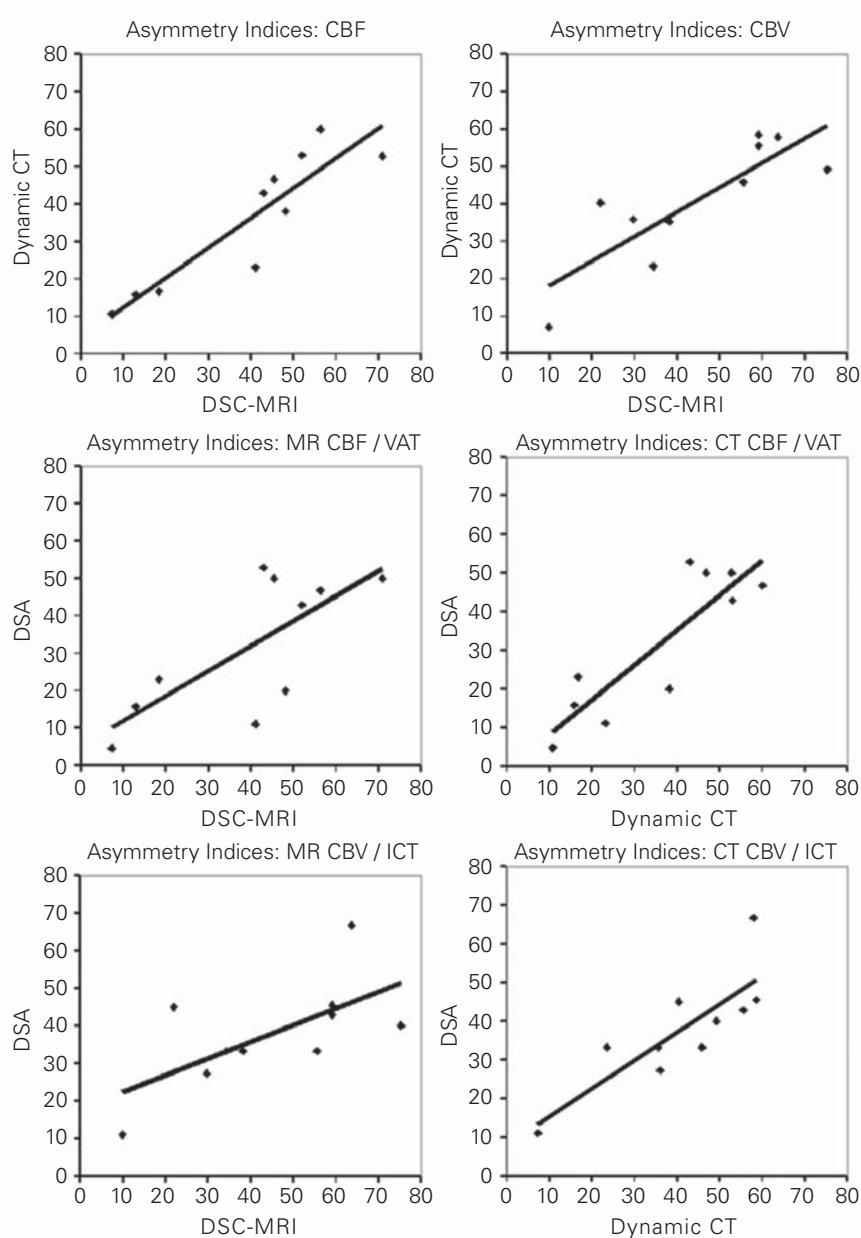 Asymmetry Indices: CBF
80
70
60
50
40
30
20
10
0
Dynamic CT
0 10 20 30 40 50 60 70 80
DSC-MRI
Asymmetry Indices: CBV
80
70
60
50
40
30
20
10
0
Dynamic CT
0 10 20 30 40 50 60 70 80
DSC-MRI
Asymmetry Indices: MR CBF / VAT
80
70
60
50
40
30
20
10
0
DSA
0 10 20 30 40 50 60 70 80
DSC-MRI
Asymmetry Indices: CT CBF / VAT
80
70
60
50
40
30
20
10
0
DSA
0 10 20 30 40 50 60 70 80
Dynamic CT
Asymmetry Indices: MR CBV / ICT
80
70
60
50
40
30
20
10
0
DSA
0 10 20 30 40 50 60 70 80
DSC-MRI
Asymmetry Indices: CT CBV / ICT
80
70
60
50
40
30
20
10
0
DSA
0 10 20 30 40 50 60 70 80
Dynamic CT